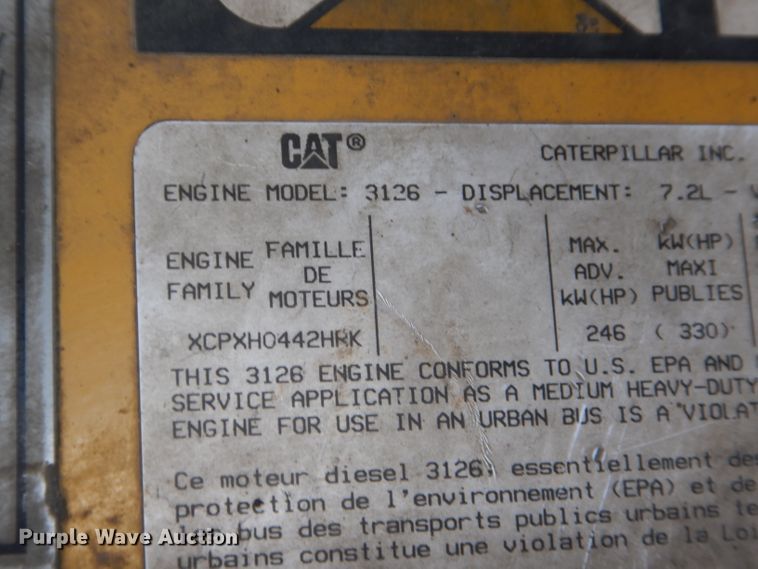 CAT®
CATERPILLAR INC.
ENGINE MODEL: 3126 - DISPLACEMENT: 7.2L -
ENGINE FAMILY
FAMILLE DE MOTEURS
MAX. ADV. kW(HP)
kW(HP) MAXI PUBLIES
XCPXH0442HRK
246 ( 330)
THIS 3126 ENGINE CONFORMS TO U.S. EPA AND
SERVICE APPLICATION AS A MEDIUM HEAVY-DUTY
ENGINE FOR USE IN AN URBAN BUS IS A VIOLAT
Ce moteur diesel 3126, essentiellement des
protection de l'environnement (EPA) et de
bus des transports publics urbains te
urbains constitue une violation de la Loi
Purple Wave Auction